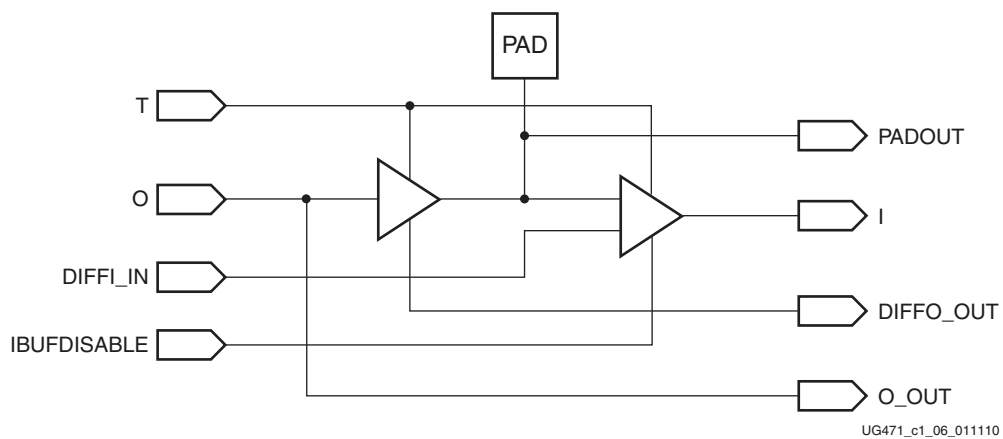 PAD
T
PADOUT
O
I
DIFFI_IN
DIFFO_OUT
IBUFDISABLE
O_OUT
UG471_c1_06_011110